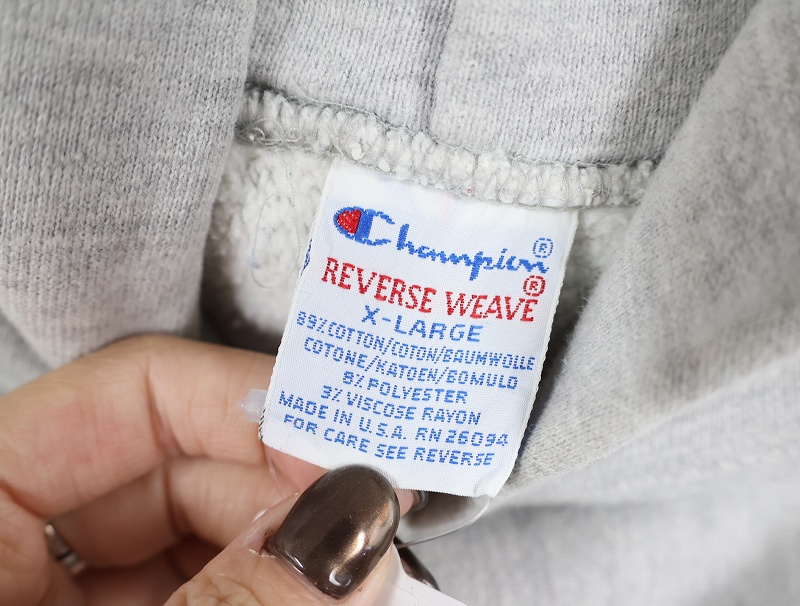 Champion®
REVERSE WEAVE®
X-LARGE
89% COTTON/COTON/BAUMWOLLE
COTONE/KATOEN/BOMULD
8% POLYESTER
3% VISCOSE RAYON
MADE IN U.S.A. RN 26094
FOR CARE SEE REVERSE